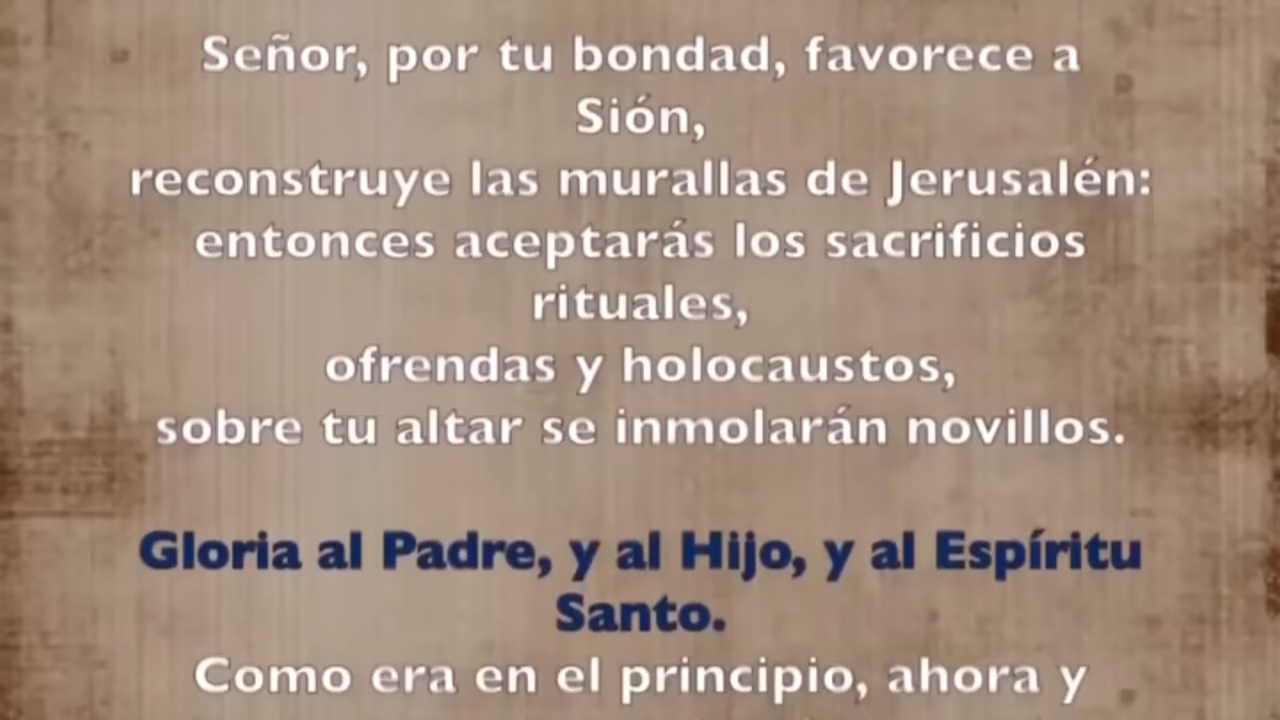 Señor, por tu bondad, favorece a
Sión,
reconstruye las murallas de Jerusalén:
entonces aceptarás los sacrificios
rituales,
ofrendas y holocaustos,
sobre tu altar se inmolarán novillos.
Gloria al Padre, y al Hijo, y al Espíritu
Santo.
Como era en el principio, ahora y